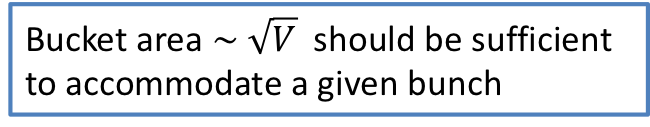 Bucket area ~ √V should be sufficient
to accommodate a given bunch